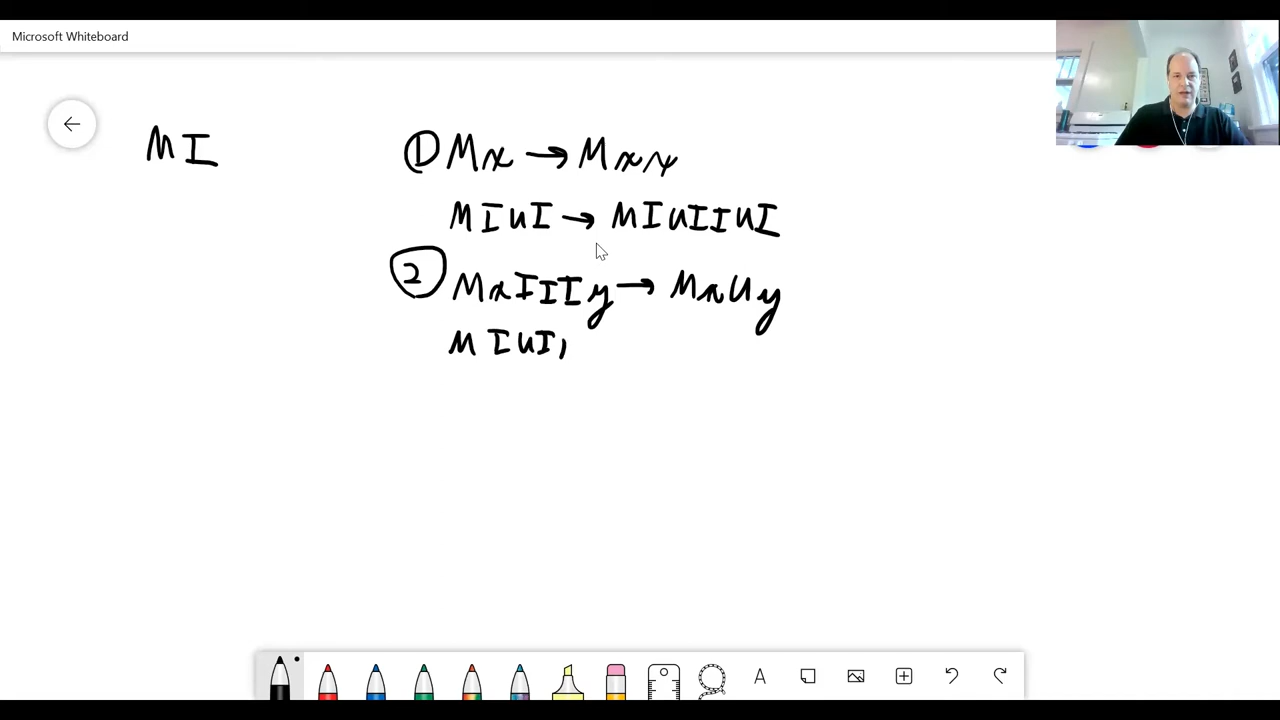 Microsoft Whiteboard
MI
① Mx → Mxx
MIUI → MIUIIUI
② MxIIIy → MxUy
MIUI
A